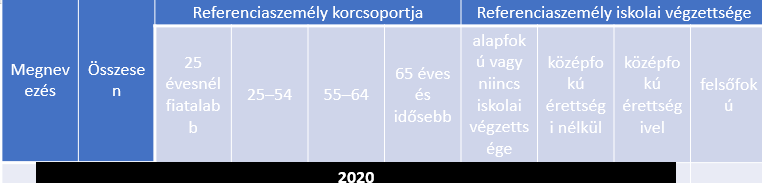 Referenciaszemély korcsoportja Referenciaszemély iskolai végzettsége
Megnev
ezés
Összese
n
25
évesnél
fiatalab
b
25–54
55–64
65 éves
és
idősebb
alapfok
ú vagy
niincs
iskolai
végzetts
ége
középfo
kú
érettség
i nélkül
középfo
kú
érettség
ivel
felsőfok
ú
2020